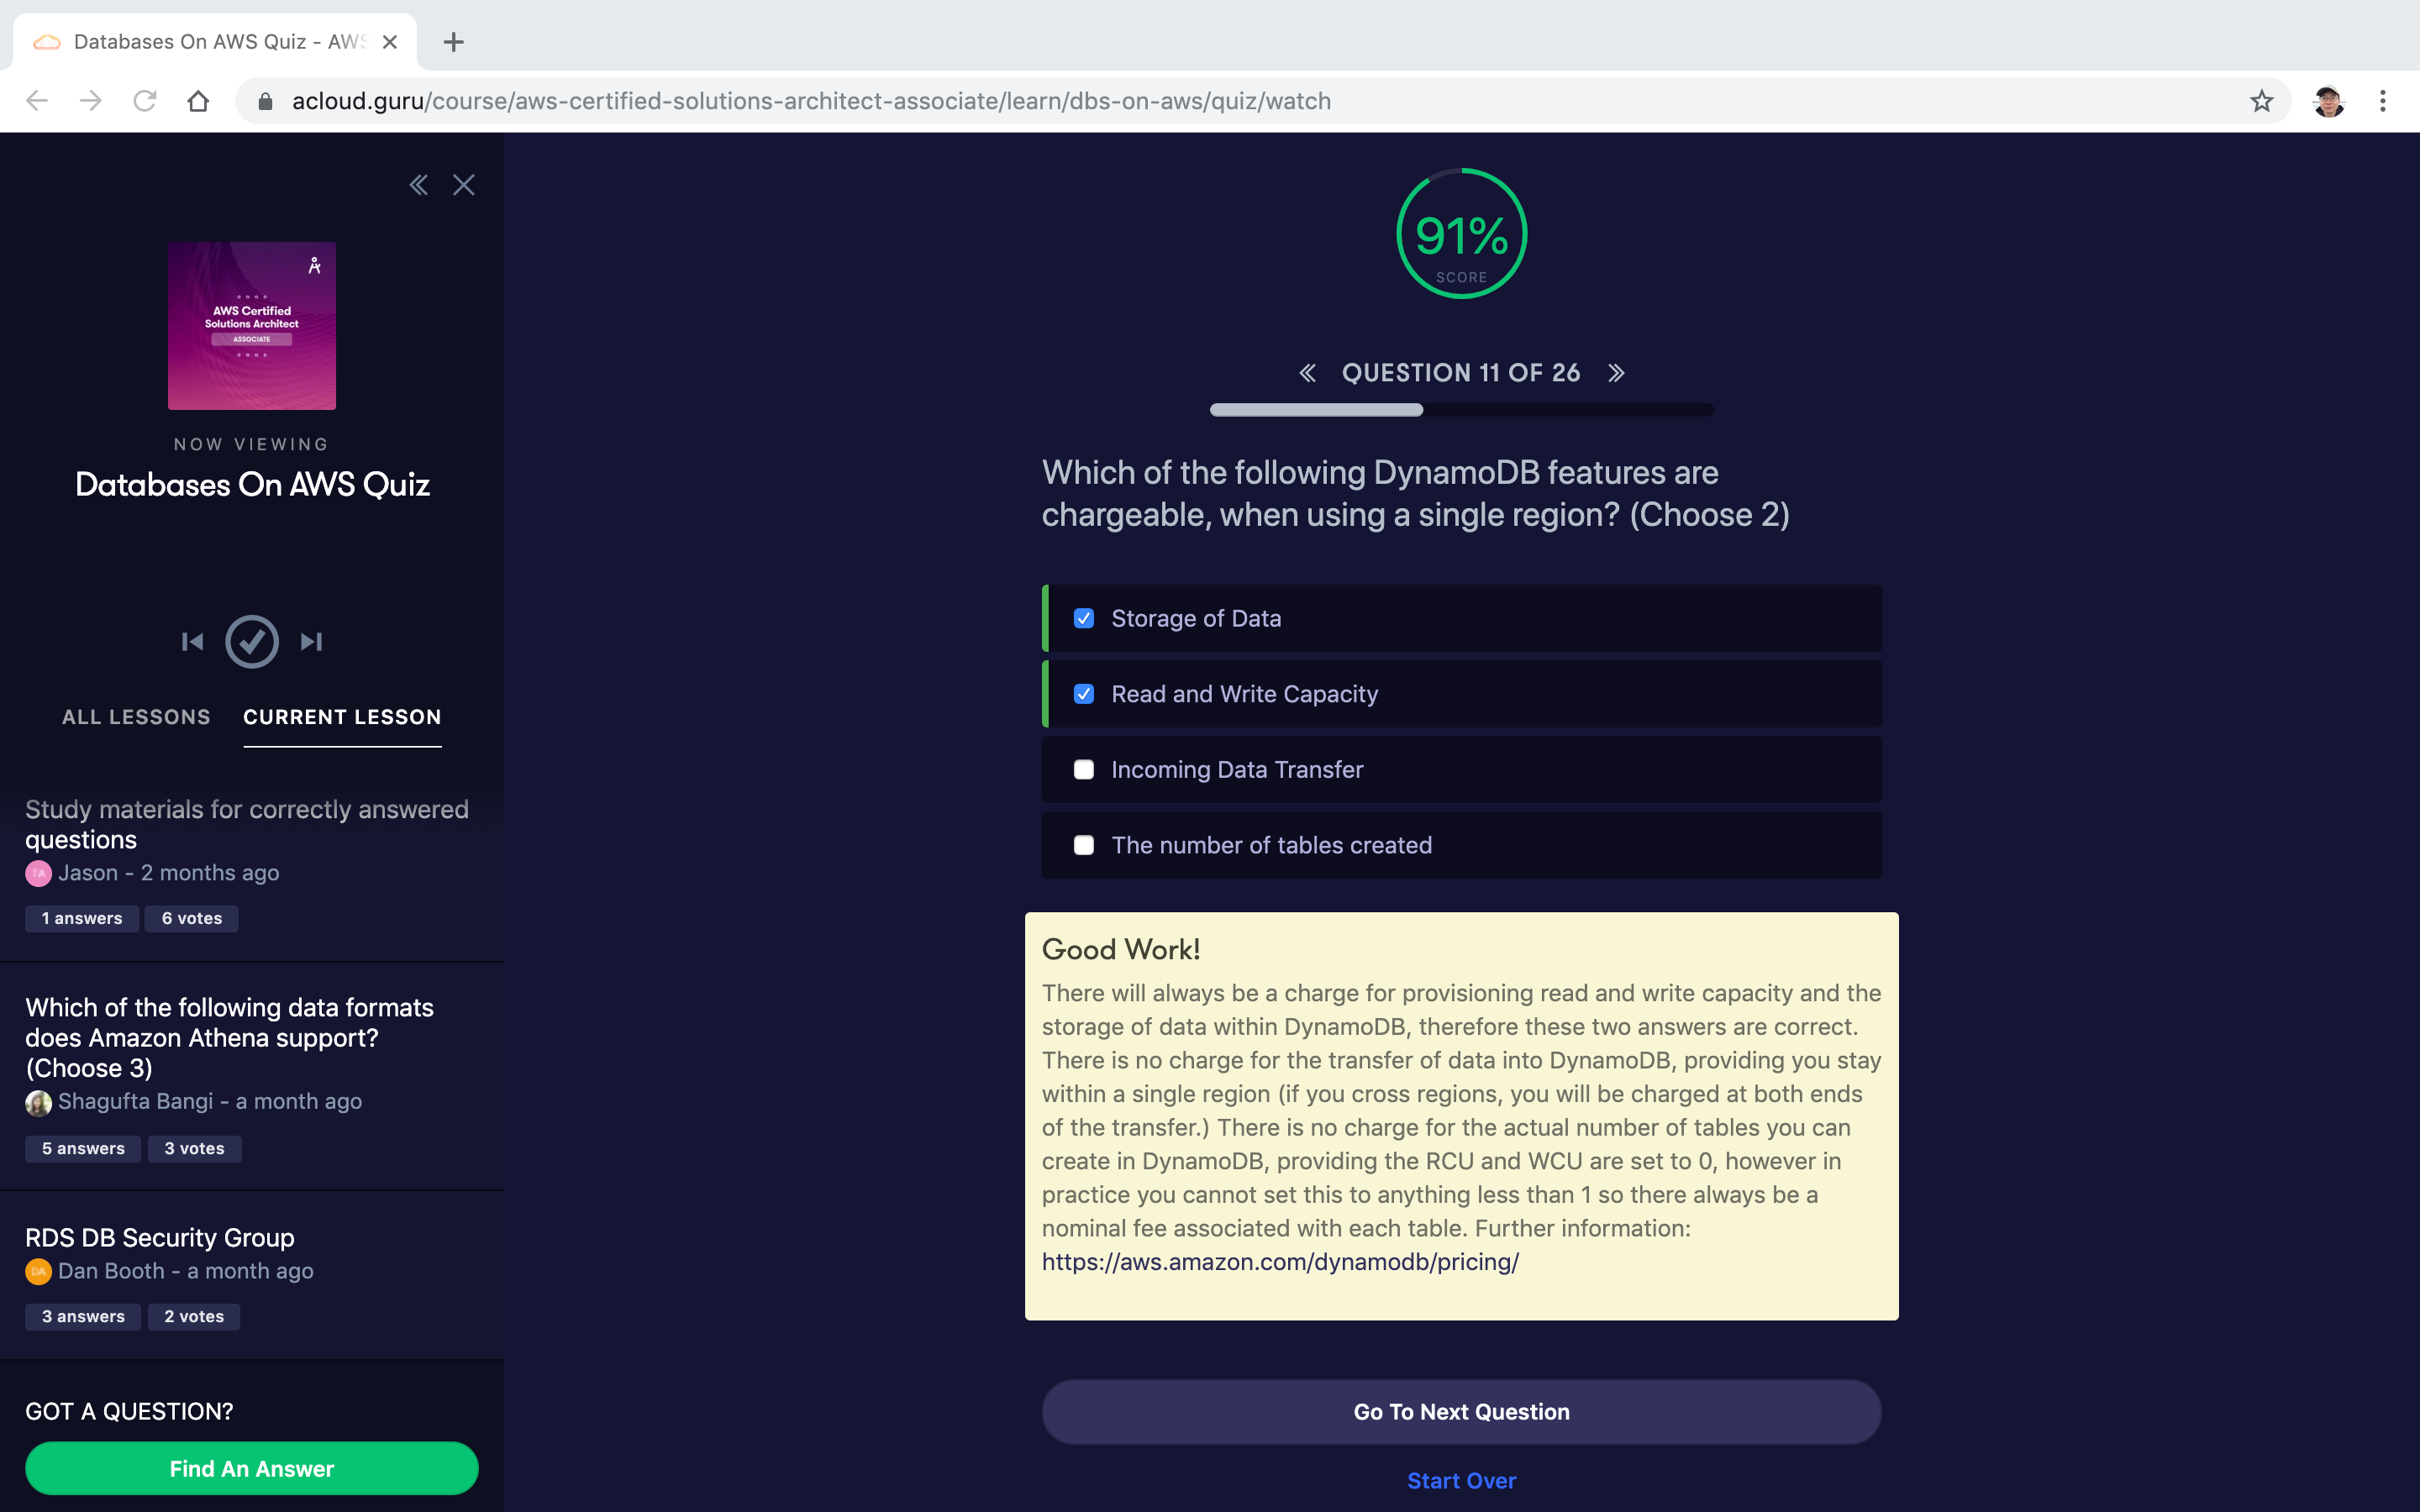 Databases On AWS Quiz - AWS
acloud.guru/course/aws-certified-solutions-architect-associate/learn/dbs-on-aws/quiz/watch
AWS Certified
Solutions Architect
ASSOCIATE
NOW VIEWING
Databases On AWS Quiz
ALL LESSONS
CURRENT LESSON
Study materials for correctly answered
questions
TA
Jason - 2 months ago
1 answers
6 votes
Which of the following data formats
does Amazon Athena support?
(Choose 3)
Shagufta Bangi - a month ago
5 answers
3 votes
RDS DB Security Group
DA
Dan Booth - a month ago
3 answers
2 votes
GOT A QUESTION?
Find An Answer
91%
SCORE
QUESTION 11 OF 26
Which of the following DynamoDB features are
chargeable, when using a single region? (Choose 2)
Storage of Data
Read and Write Capacity
Incoming Data Transfer
The number of tables created
Good Work!
There will always be a charge for provisioning read and write capacity and the
storage of data within DynamoDB, therefore these two answers are correct.
There is no charge for the transfer of data into DynamoDB, providing you stay
within a single region (if you cross regions, you will be charged at both ends
of the transfer.) There is no charge for the actual number of tables you can
create in DynamoDB, providing the RCU and WCU are set to 0, however in
practice you cannot set this to anything less than 1 so there always be a
nominal fee associated with each table. Further information:
https://aws.amazon.com/dynamodb/pricing/
Go To Next Question
Start Over